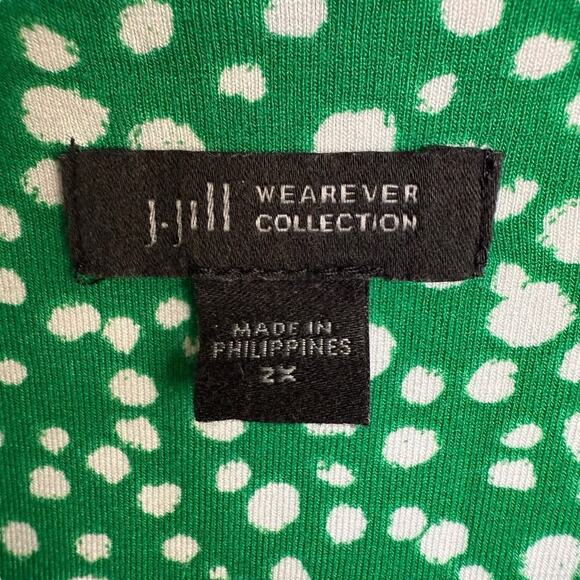 J.Jill WEAREVER
COLLECTION
MADE IN
PHILIPPINES
2X